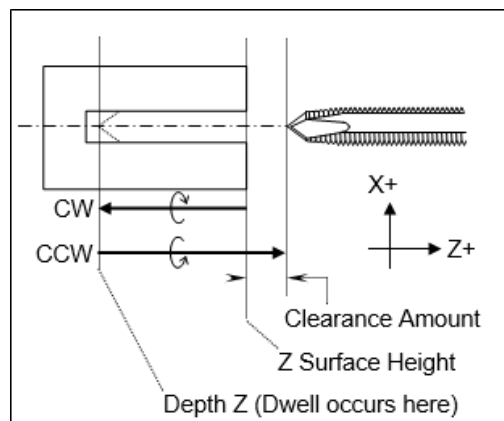 CW
CCW
X+
Z+
Clearance Amount
Z Surface Height
Depth Z (Dwell occurs here)